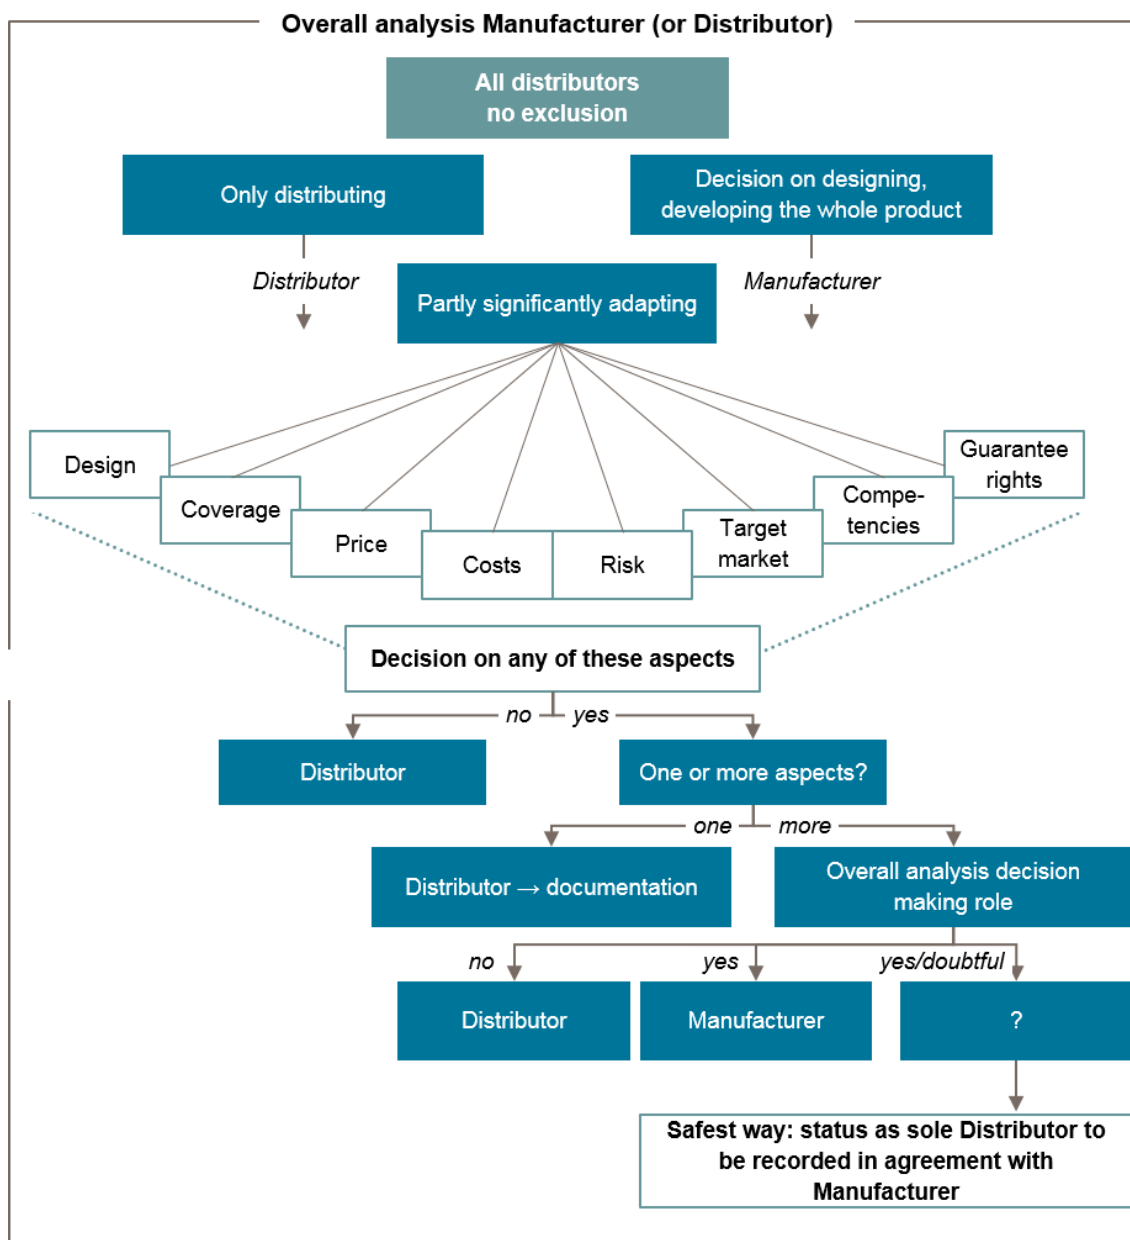 Overall analysis Manufacturer (or Distributor)
All distributors
no exclusion
Only distributing
Decision on designing,
developing the whole product
Distributor
Manufacturer
Partly significantly adapting
Design
Coverage
Price
Costs
Risk
Target
market
Compe-
tencies
Guarantee
rights
Decision on any of these aspects
no
yes
Distributor
One or more aspects?
one
more
Distributor → documentation
Overall analysis decision
making role
no
yes
yes/doubtful
Distributor
Manufacturer
?
Safest way: status as sole Distributor to
be recorded in agreement with
Manufacturer